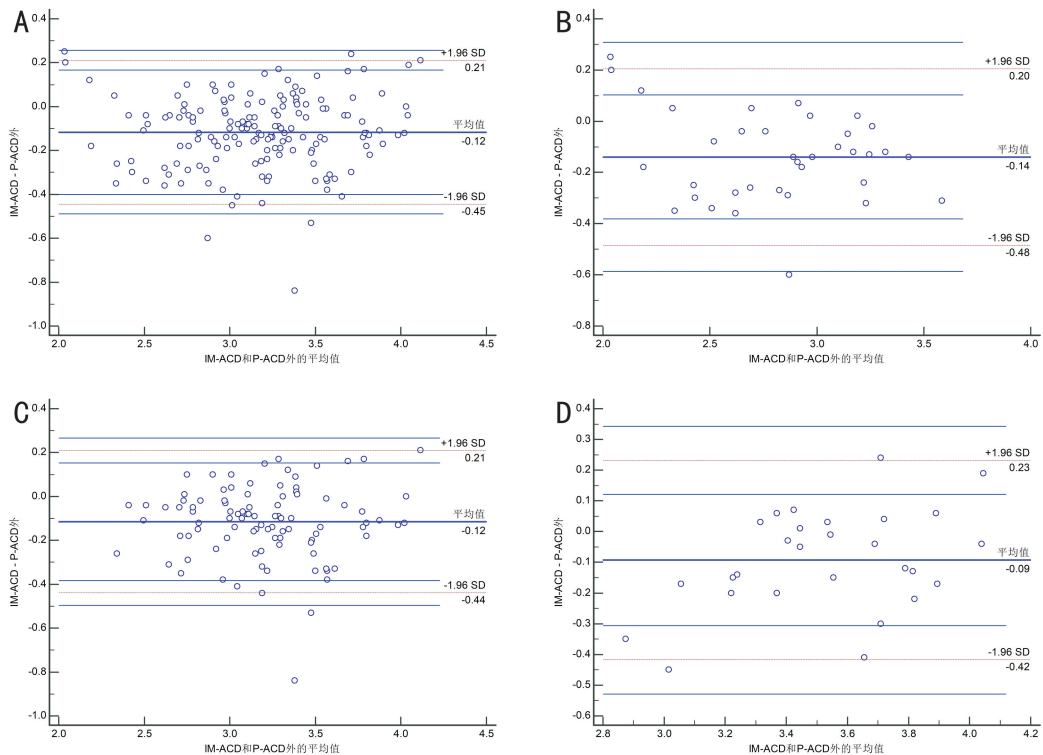 A
IM-ACD - P-ACD外
0.4
0.2
0.0
-0.2
-0.4
-0.6
-0.8
-1.0
+1.96 SD
0.21
平均值
-0.12
-1.96 SD
-0.45
2.0 2.5 3.0 3.5 4.0 4.5
IM-ACD和P-ACD外的平均值
B
IM-ACD - P-ACD外
0.4
0.2
0.0
-0.2
-0.4
-0.6
-0.8
+1.96 SD
0.20
平均值
-0.14
-1.96 SD
-0.48
2.0 2.5 3.0 3.5 4.0
IM-ACD和P-ACD外的平均值
C
IM-ACD - P-ACD外
0.4
0.2
0.0
-0.2
-0.4
-0.6
-0.8
-1.0
+1.96 SD
0.21
平均值
-0.12
-1.96 SD
-0.44
2.0 2.5 3.0 3.5 4.0 4.5
IM-ACD和P-ACD外的平均值
D
IM-ACD - P-ACD外
0.4
0.3
0.2
0.1
0.0
-0.1
-0.2
-0.3
-0.4
-0.5
-0.6
+1.96 SD
0.23
平均值
-0.09
-1.96 SD
-0.42
2.8 3.0 3.2 3.4 3.6 3.8 4.0 4.2
IM-ACD和P-ACD外的平均值